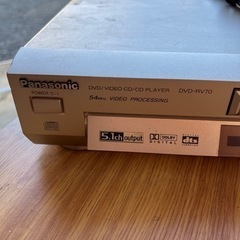 Panasonic
DVD/VIDEO CD/CD PLAYER
DVD-RV70
POWER
54MHz VIDEO PROCESSING
5.1ch output
DOLBY
DIGITAL
dts